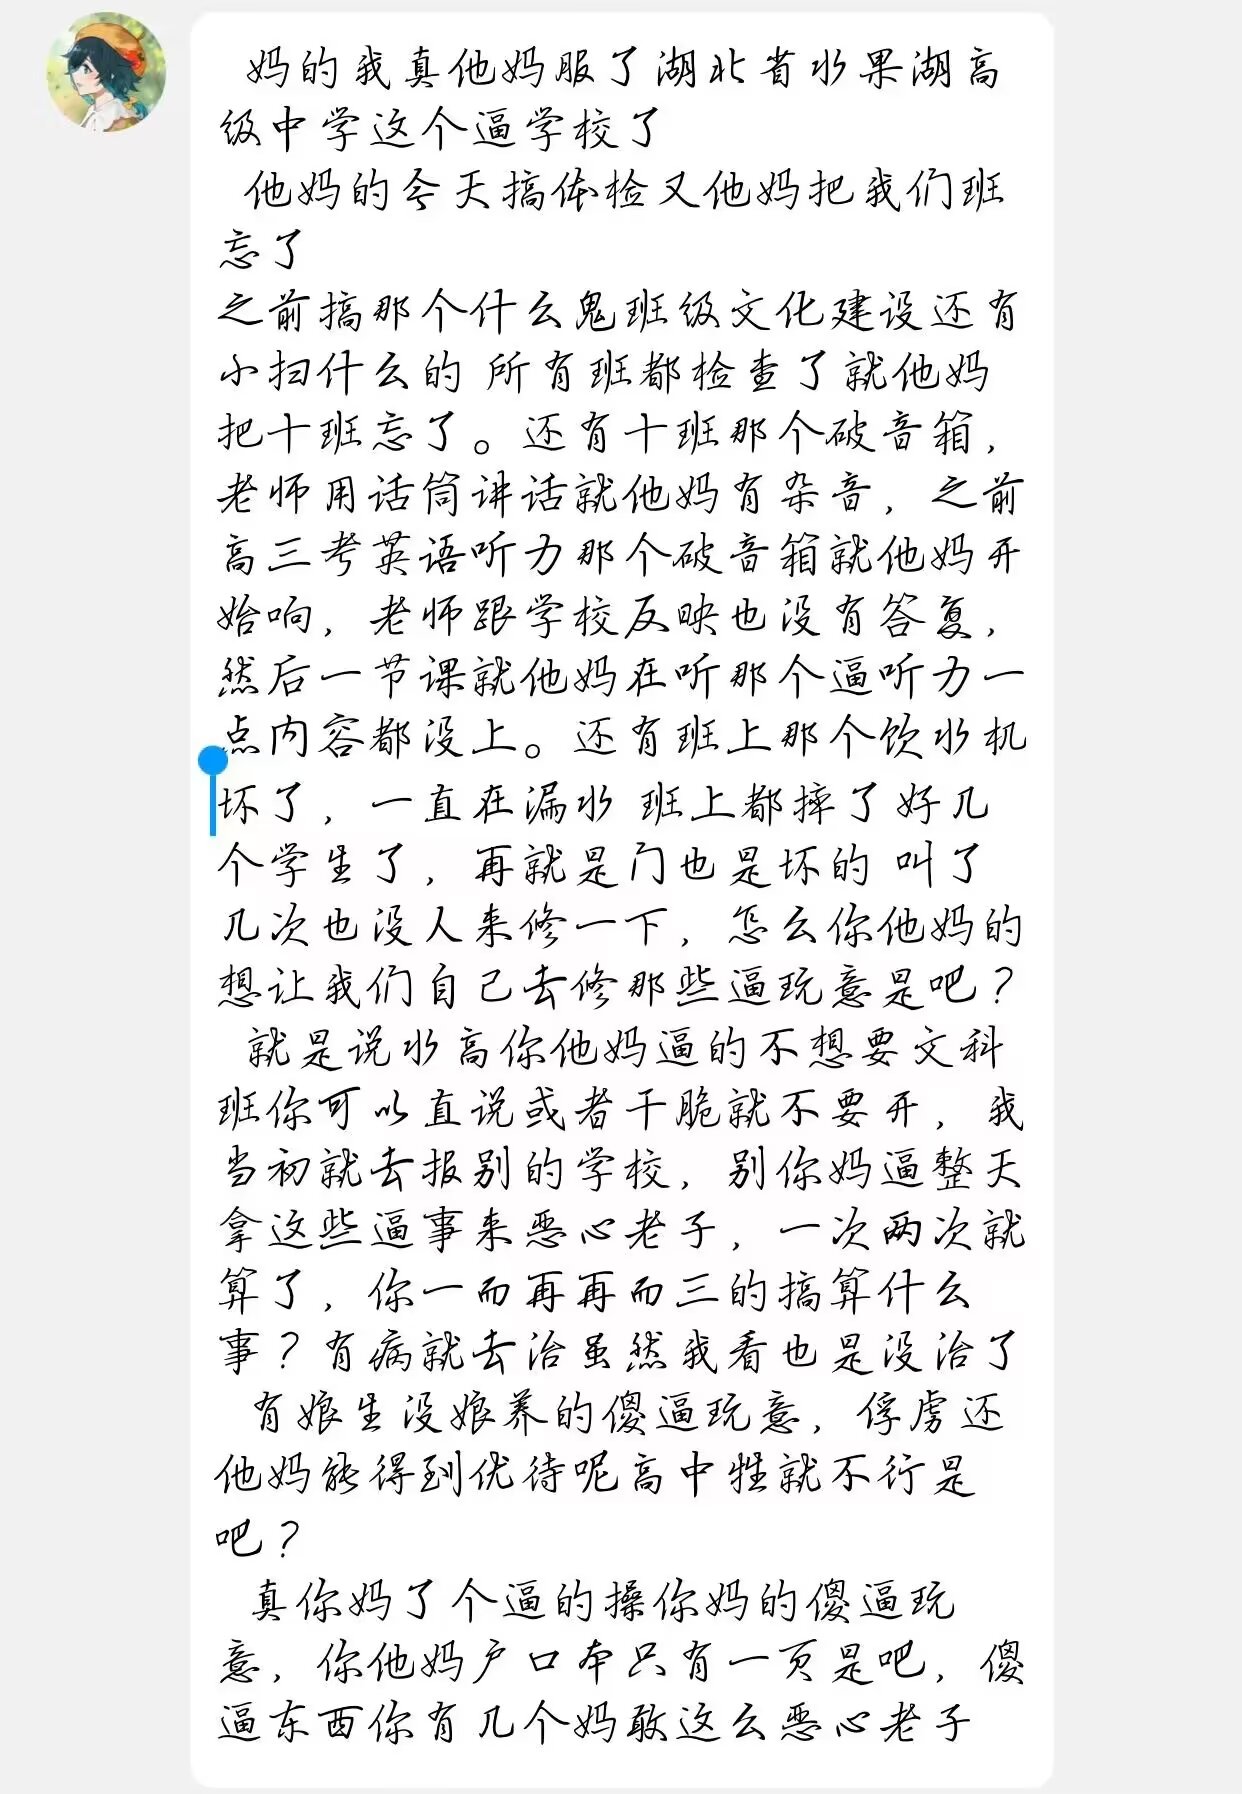 妈的我真他妈服了湖北省水果湖高
级中学这个逼学校了
他妈的今天搞体检又他妈把我们班
忘了
之前搞那个什么鬼班级文化建设还有
小扫什么的 所有班都检查了就他妈
把十班忘了。还有十班那个破音箱，
老师用话筒讲话就他妈有杂音，之前
高三考英语听力那个破音箱就他妈开
始响，老师跟学校反映也没有答复，
然后一节课就他妈在听那个逼听力一
点内容都没上。还有班上那个饮水机
坏了，一直在漏水 班上都摔了好几
个学生了，再就是门也是坏的 叫了
几次也没人来修一下，怎么你他妈的
想让我们自己去修那些逼玩意是吧？
就是说水高你他妈逼的不想要文科
班你可以直说或者干脆就不要开，我
当初就去报别的学校，别你妈逼整天
拿这些逼事来恶心老子，一次两次就
算了，你一而再再而三的搞算什么
事？有病就去治虽然我看也是没治了
有娘生没娘养的傻逼玩意，俘虏还
他妈能得到优待呢高中牲就不行是
吧？
真你妈了个逼的操你妈的傻逼玩
意，你他妈户口本只有一页是吧，傻
逼东西你有几个妈敢这么恶心老子